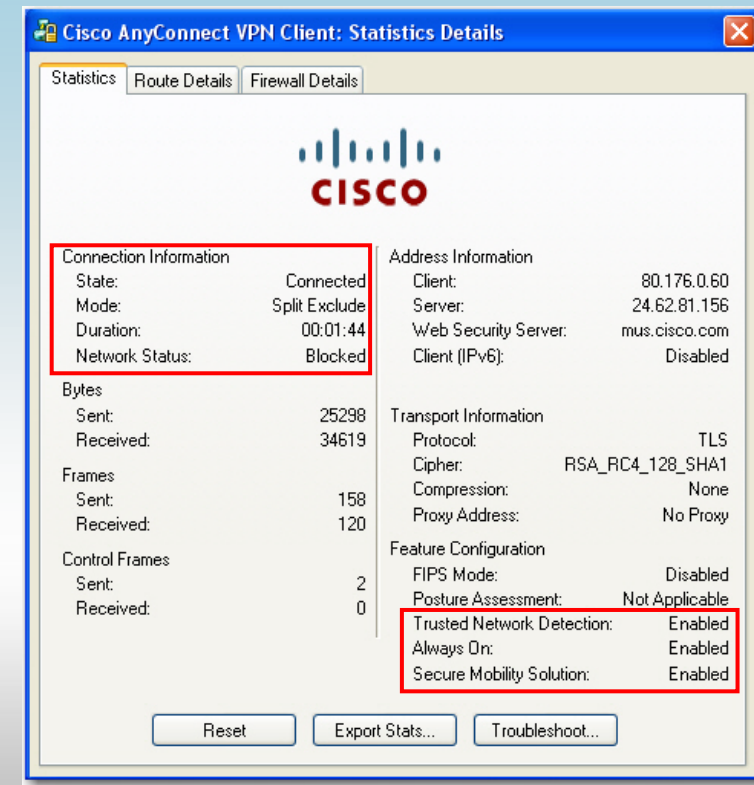 Cisco AnyConnect VPN Client: Statistics Details
Statistics Route Details Firewall Details
CISCO
Connection Information
State: Connected
Mode: Split Exclude
Duration: 00:01:44
Network Status: Blocked
Bytes
Sent: 25298
Received: 34619
Frames
Sent: 158
Received: 120
Control Frames
Sent: 2
Received: 0
Address Information
Client: 80.176.0.60
Server: 24.62.81.156
Web Security Server: mus.cisco.com
Client (IPv6): Disabled
Transport Information
Protocol: TLS
Cipher: RSA_RC4_128_SHA1
Compression: None
Proxy Address: No Proxy
Feature Configuration
FIPS Mode: Disabled
Posture Assessment: Not Applicable
Trusted Network Detection: Enabled
Always On: Enabled
Secure Mobility Solution: Enabled
Reset Export Stats... Troubleshoot...